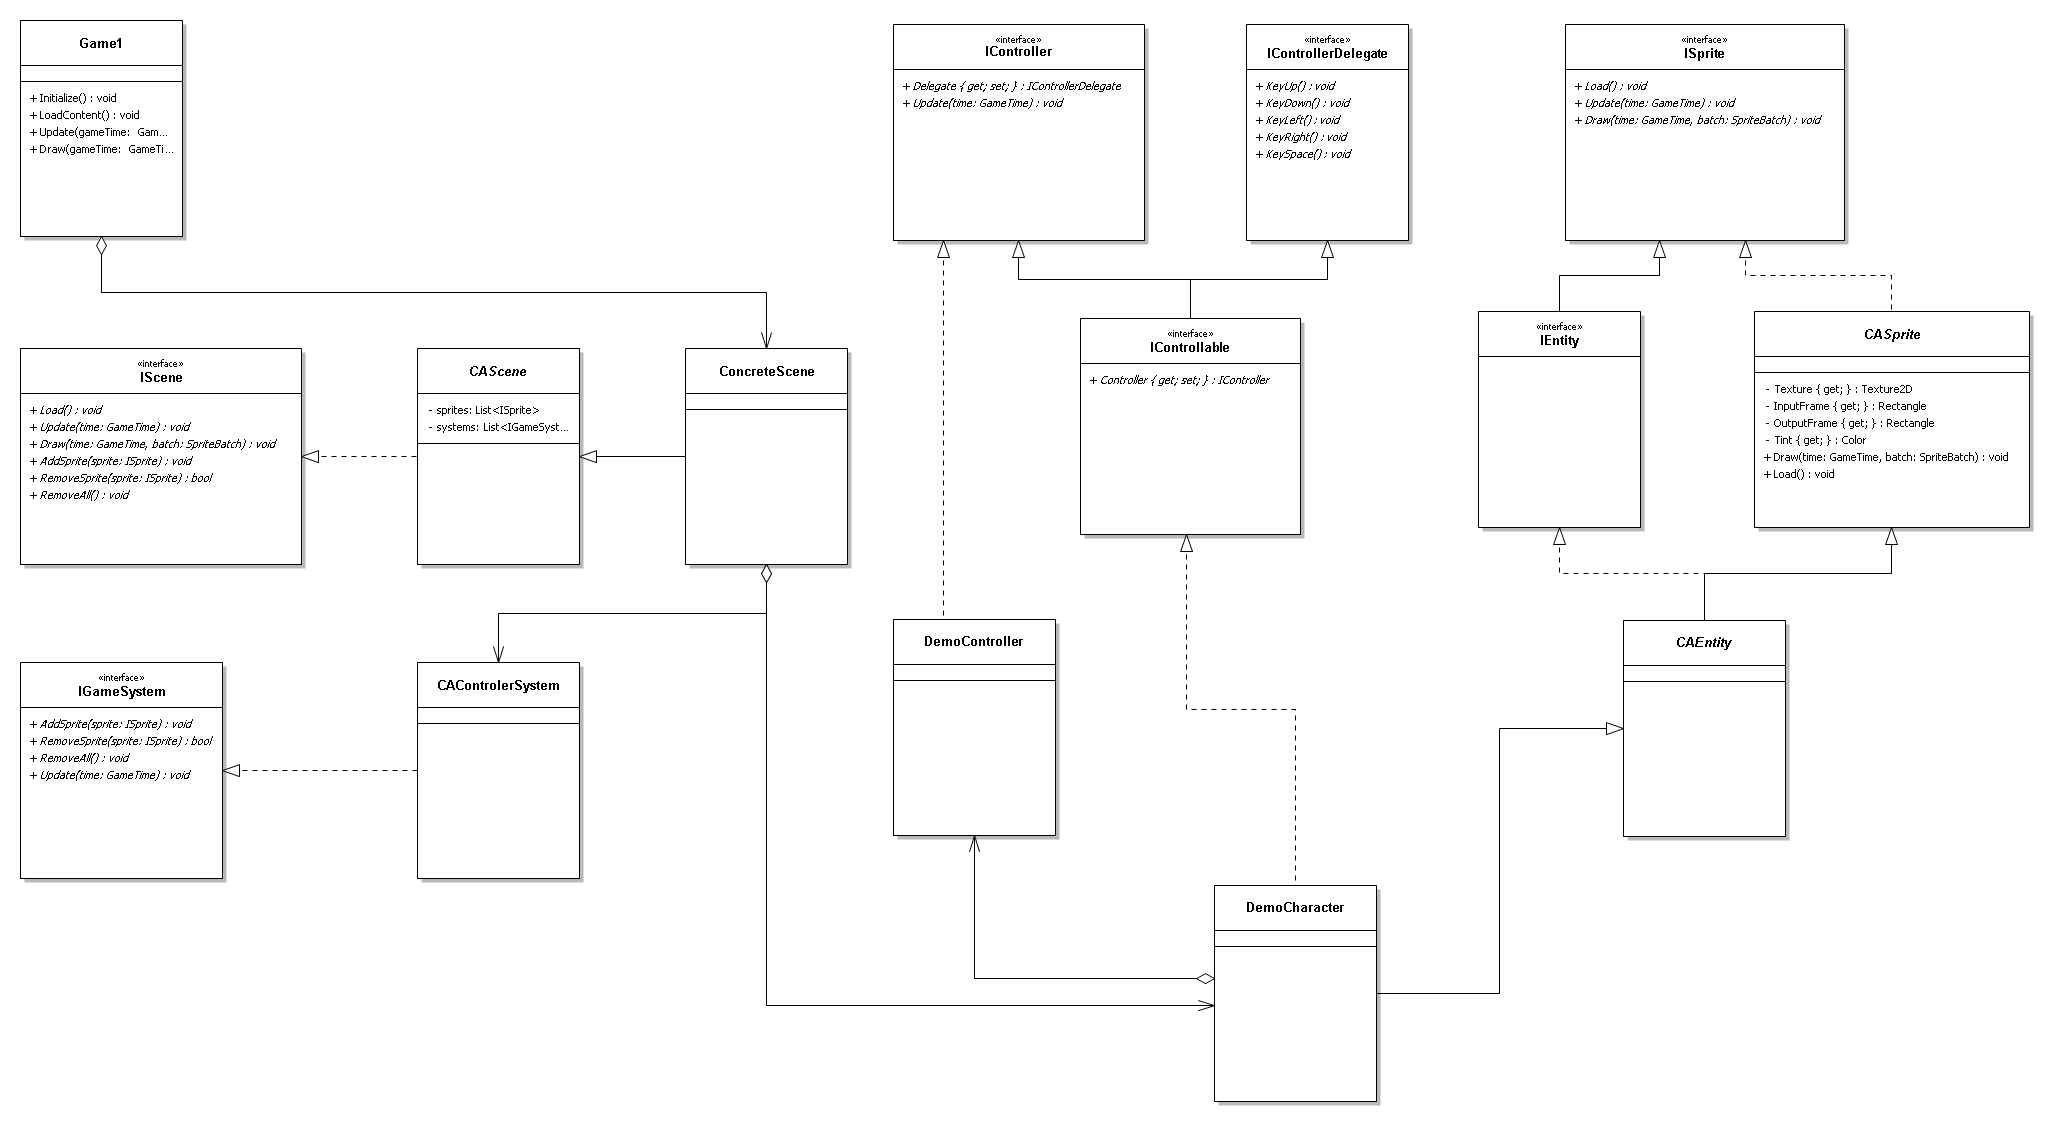 Game1
+ Initialize() : void
+ LoadContent() : void
+ Update(gameTime:  Gam...
+ Draw(gameTime:  GameTi...
«interface»
IController
+ Delegate { get; set; } : IControllerDelegate
+ Update(time: GameTime) : void
«interface»
IControllerDelegate
+ KeyUp() : void
+ KeyDown() : void
+ KeyLeft() : void
+ KeyRight() : void
+ KeySpace() : void
«interface»
ISprite
+ Load() : void
+ Update(time: GameTime) : void
+ Draw(time: GameTime, batch: SpriteBatch) : void
«interface»
IScene
+ Load() : void
+ Update(time: GameTime) : void
+ Draw(time: GameTime, batch: SpriteBatch) : void
+ AddSprite(sprite: ISprite) : void
+ RemoveSprite(sprite: ISprite) : bool
+ RemoveAll() : void
CAScene
- sprites: List<ISprite>
- systems: List<IGameSyst...
ConcreteScene
«interface»
IControllable
+ Controller { get; set; } : IController
«interface»
IEntity
CASprite
- Texture { get; } : Texture2D
- InputFrame { get; } : Rectangle
- OutputFrame { get; } : Rectangle
- Tint { get; } : Color
+ Draw(time: GameTime, batch: SpriteBatch) : void
+ Load() : void
«interface»
IGameSystem
+ AddSprite(sprite: ISprite) : void
+ RemoveSprite(sprite: ISprite) : bool
+ RemoveAll() : void
+ Update(time: GameTime) : void
CAControlerSystem
DemoController
CAEntity
DemoCharacter